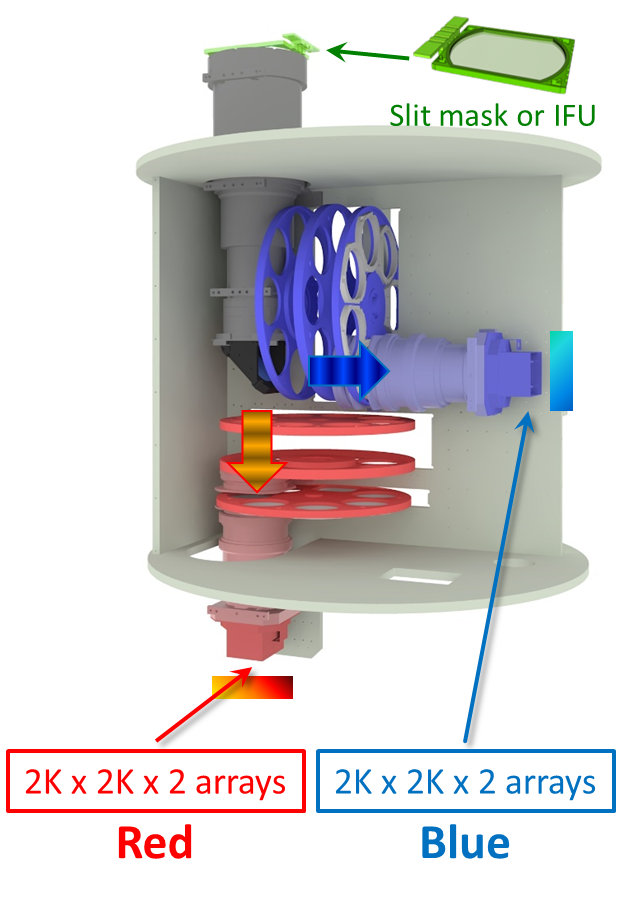 Slit mask or IFU
2K x 2K x 2 arrays
2K x 2K x 2 arrays
Red
Blue